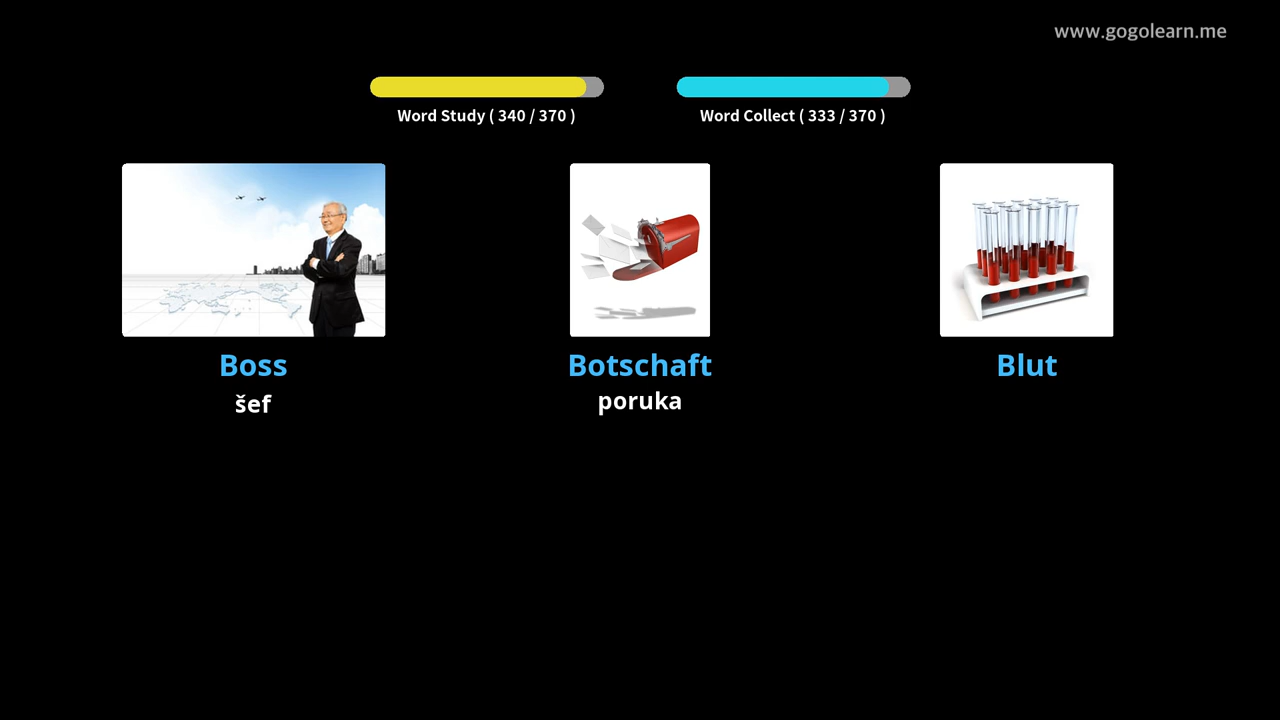 www.gogolearn.me
Word Study ( 340 / 370 )
Word Collect ( 333 / 370 )
Boss
šef
Botschaft
poruka
Blut